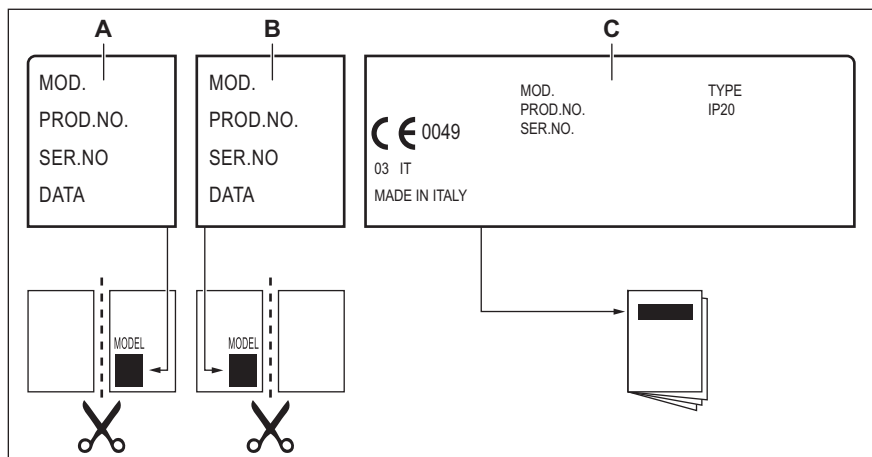 A
B
C
MOD.
PROD.NO.
SER.NO
DATA
MOD.
PROD.NO.
SER.NO
DATA
MOD.
PROD.NO.
SER.NO.
TYPE
IP20
CE 0049
03 IT
MADE IN ITALY
MODEL
MODEL